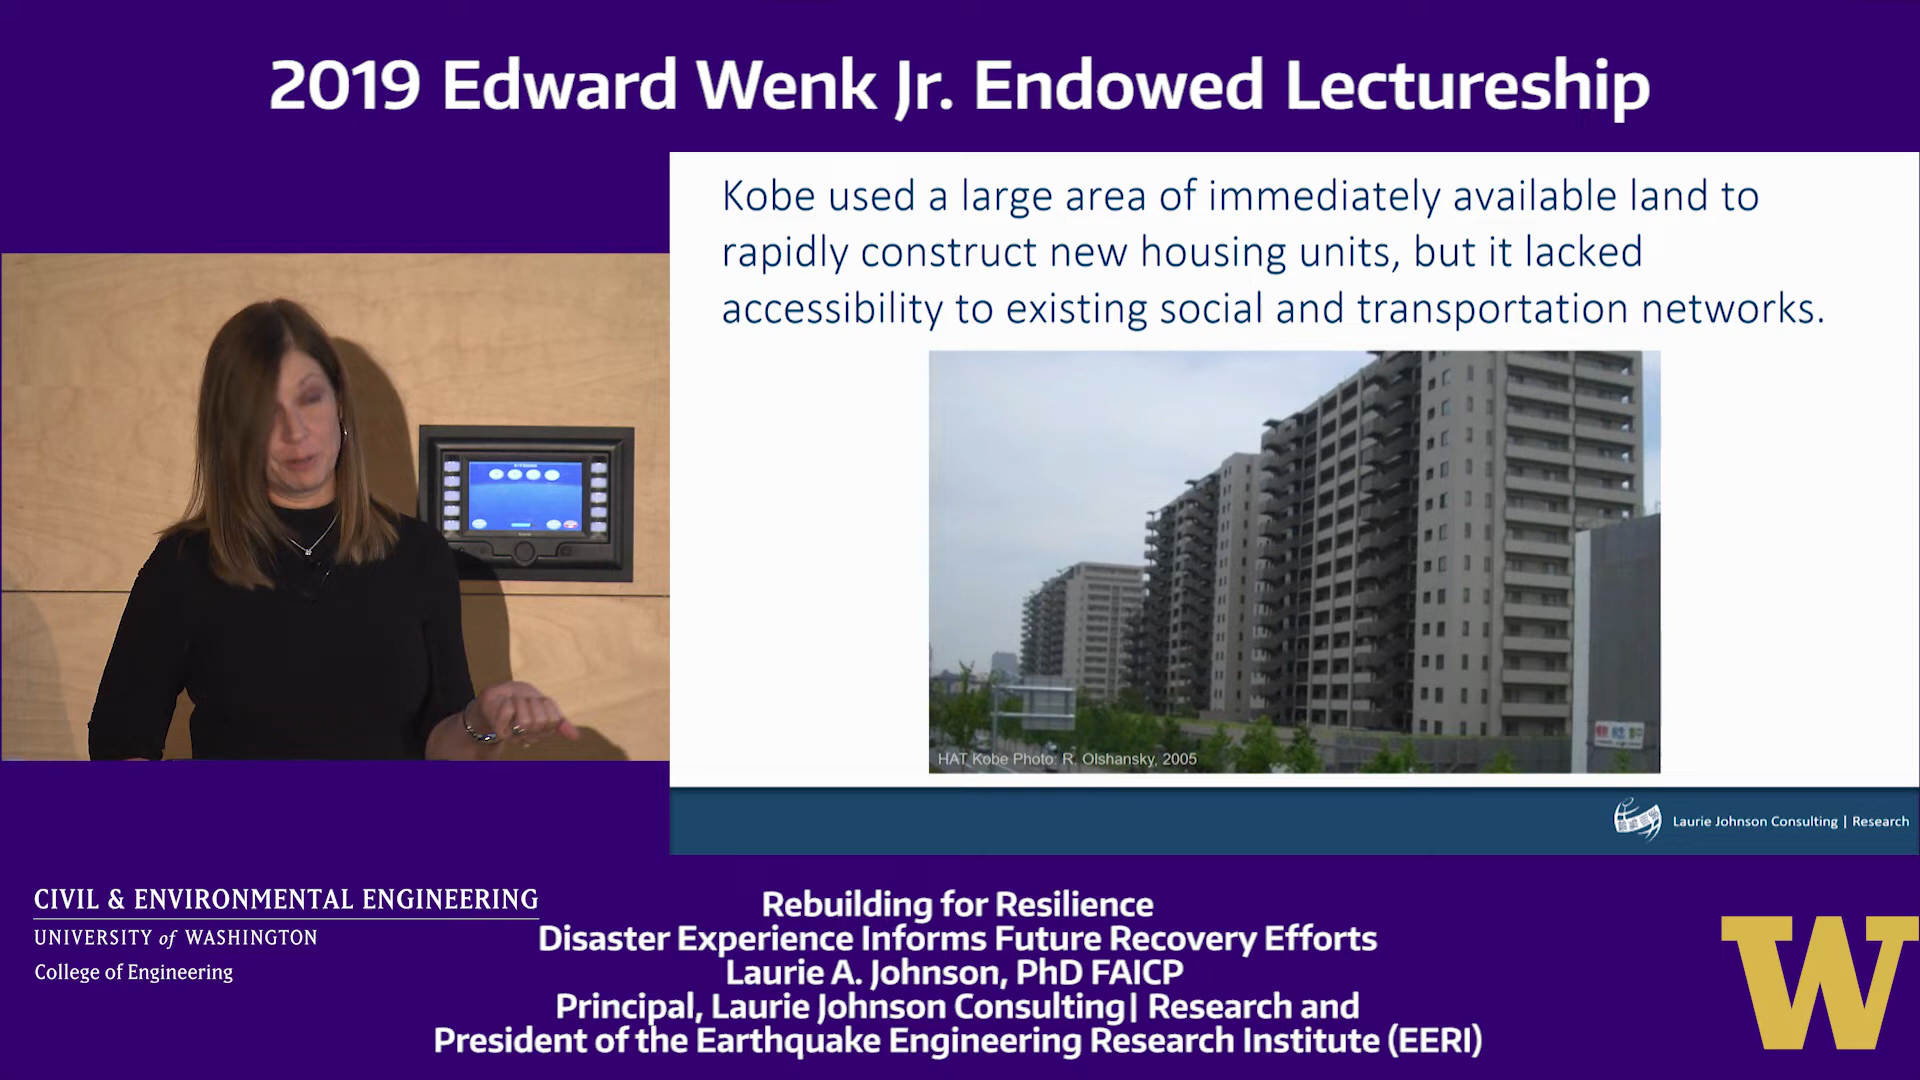 2019 Edward Wenk Jr. Endowed Lectureship
Kobe used a large area of immediately available land to
rapidly construct new housing units, but it lacked
accessibility to existing social and transportation networks.
HAT Kobe Photo: R. Olshansky, 2005
Laurie Johnson Consulting | Research
CIVIL & ENVIRONMENTAL ENGINEERING
UNIVERSITY of WASHINGTON
College of Engineering
Rebuilding for Resilience
Disaster Experience Informs Future Recovery Efforts
Laurie A. Johnson, PhD FAICP
Principal, Laurie Johnson Consulting| Research and
President of the Earthquake Engineering Research Institute (EERI)
W